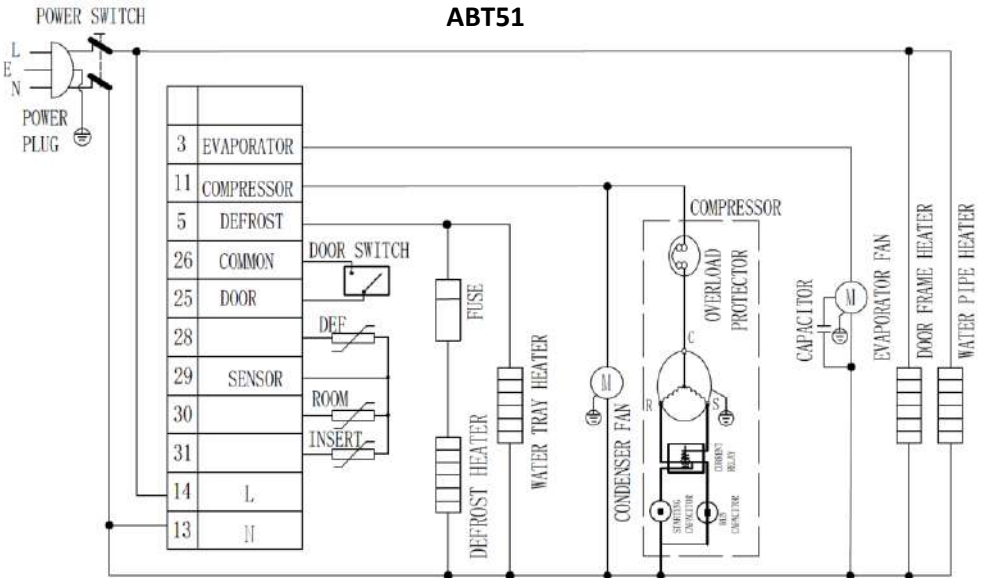 ABT51
POWER SWITCH
L
E
N
POWER
PLUG
3 EVAPORATOR
11 COMPRESSOR
5 DEFROST
26 COMMON
25 DOOR
28
29 SENSOR
30
31
14 L
13 N
DOOR SWITCH
DEF
ROOM
INSERT
FUSE
DEFROST HEATER
WATER TRAY HEATER
M
CONDENSER FAN
COMPRESSOR
OVERLOAD
PROTECTOR
C
R
S
CURRENT
RELAY
STARTING
CAPACITOR
RUN
CAPACITOR
CAPACITOR
M
EVAPORATOR FAN
DOOR FRAME HEATER
WATER PIPE HEATER